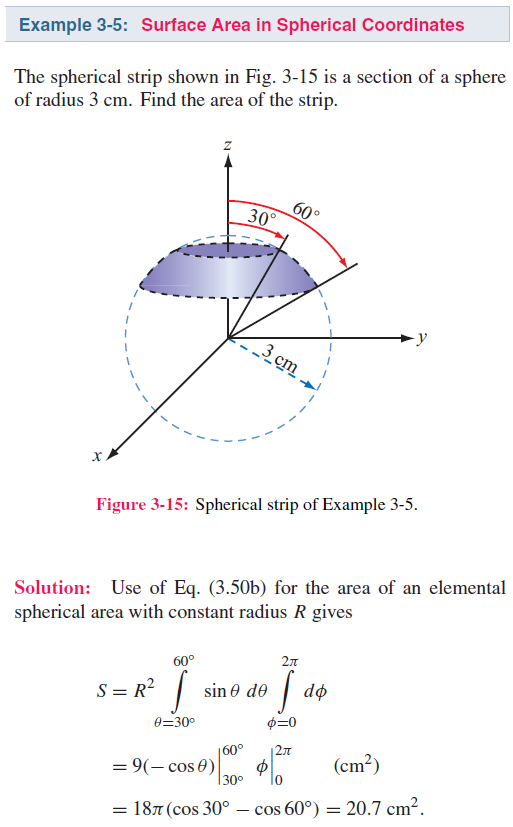 Example 3-5: Surface Area in Spherical Coordinates
The spherical strip shown in Fig. 3-15 is a section of a sphere
of radius 3 cm. Find the area of the strip.
z
30°
60°
y
3 cm
x
Figure 3-15: Spherical strip of Example 3-5.
Solution: Use of Eq. (3.50b) for the area of an elemental
spherical area with constant radius R gives
S = R² ∫_{θ=30°}^{60°} sin θ dθ ∫_{ϕ=0}^{2π} dϕ
= 9(− cos θ)|_{30°}^{60°} ϕ|_{0}^{2π} (cm²)
= 18π(cos 30° − cos 60°) = 20.7 cm².